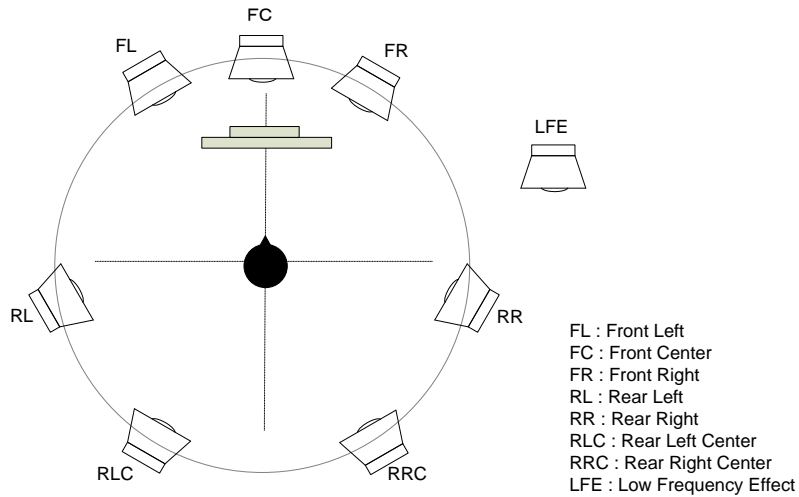 FC
FL
FR
LFE
RL
RR
RLC
RRC
FL : Front Left
FC : Front Center
FR : Front Right
RL : Rear Left
RR : Rear Right
RLC : Rear Left Center
RRC : Rear Right Center
LFE : Low Frequency Effect